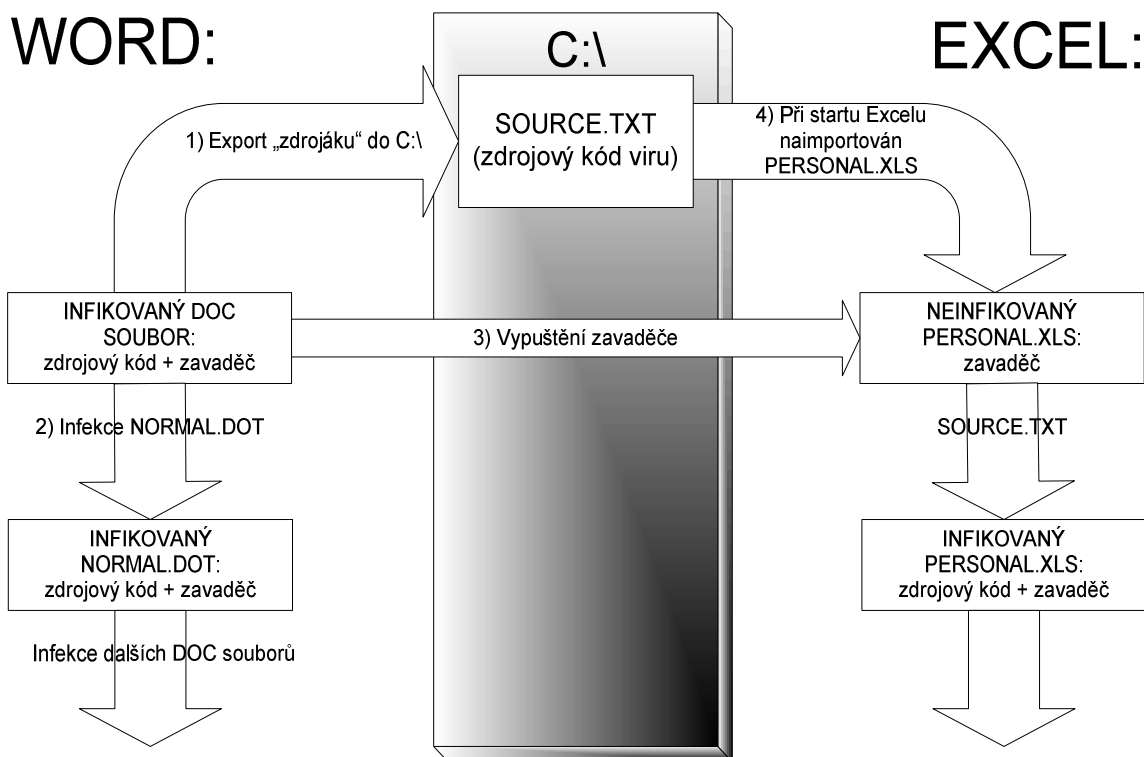 WORD:
C:\
EXCEL:
1) Export „zdrojáku“ do C:\
SOURCE.TXT
(zdrojový kód viru)
4) Při startu Excelu
naimportován
PERSONAL.XLS
INFIKOVANÝ DOC
SOUBOR:
zdrojový kód + zavaděč
3) Vypuštění zavaděče
NEINFIKOVANÝ
PERSONAL.XLS:
zavaděč
2) Infekce NORMAL.DOT
SOURCE.TXT
INFIKOVANÝ
NORMAL.DOT:
zdrojový kód + zavaděč
INFIKOVANÝ
PERSONAL.XLS:
zdrojový kód + zavaděč
Infekce dalších DOC souborů